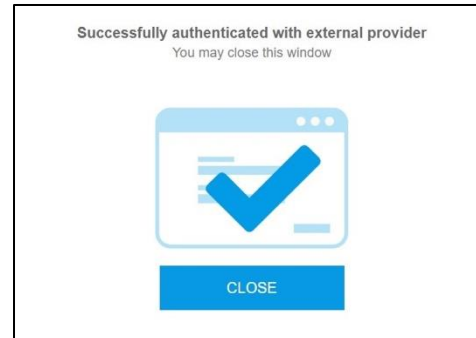 Successfully authenticated with external provider
You may close this window
CLOSE